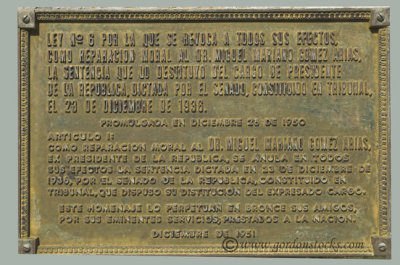 LEY Nº 8 POR LA QUE SE REVOCA A TODOS SUS EFECTOS,
COMO REPARACION MORAL AL DR. MIGUEL MARIANO GOMEZ ARIAS,
LA SENTENCIA QUE LO DESTITUYO DEL CARGO DE PRESIDENTE
DE LA REPUBLICA, DICTADA POR EL SENADO, CONSTITUIDO EN TRIBUNAL,
EL 23 DE DICIEMBRE DE 1936.
PROMULGADA EN DICIEMBRE 26 DE 1950
ARTICULO 1:
COMO REPARACION MORAL AL DR. MIGUEL MARIANO GOMEZ ARIAS,
EX PRESIDENTE DE LA REPUBLICA, SE ANULA EN TODOS
SUS EFECTOS LA SENTENCIA DICTADA EN 23 DE DICIEMBRE DE
1936, POR EL SENADO DE LA REPUBLICA, CONSTITUIDO EN
TRIBUNAL, QUE DISPUSO SU DESTITUCION DEL EXPRESADO CARGO.
ESTE HOMENAJE LO PERPETUAN EN BRONCE SUS AMIGOS,
POR SUS EMINENTES SERVICIOS, PRESTADOS A LA NACION.
DICIEMBRE DE 1951
©www.gordonstocks.com